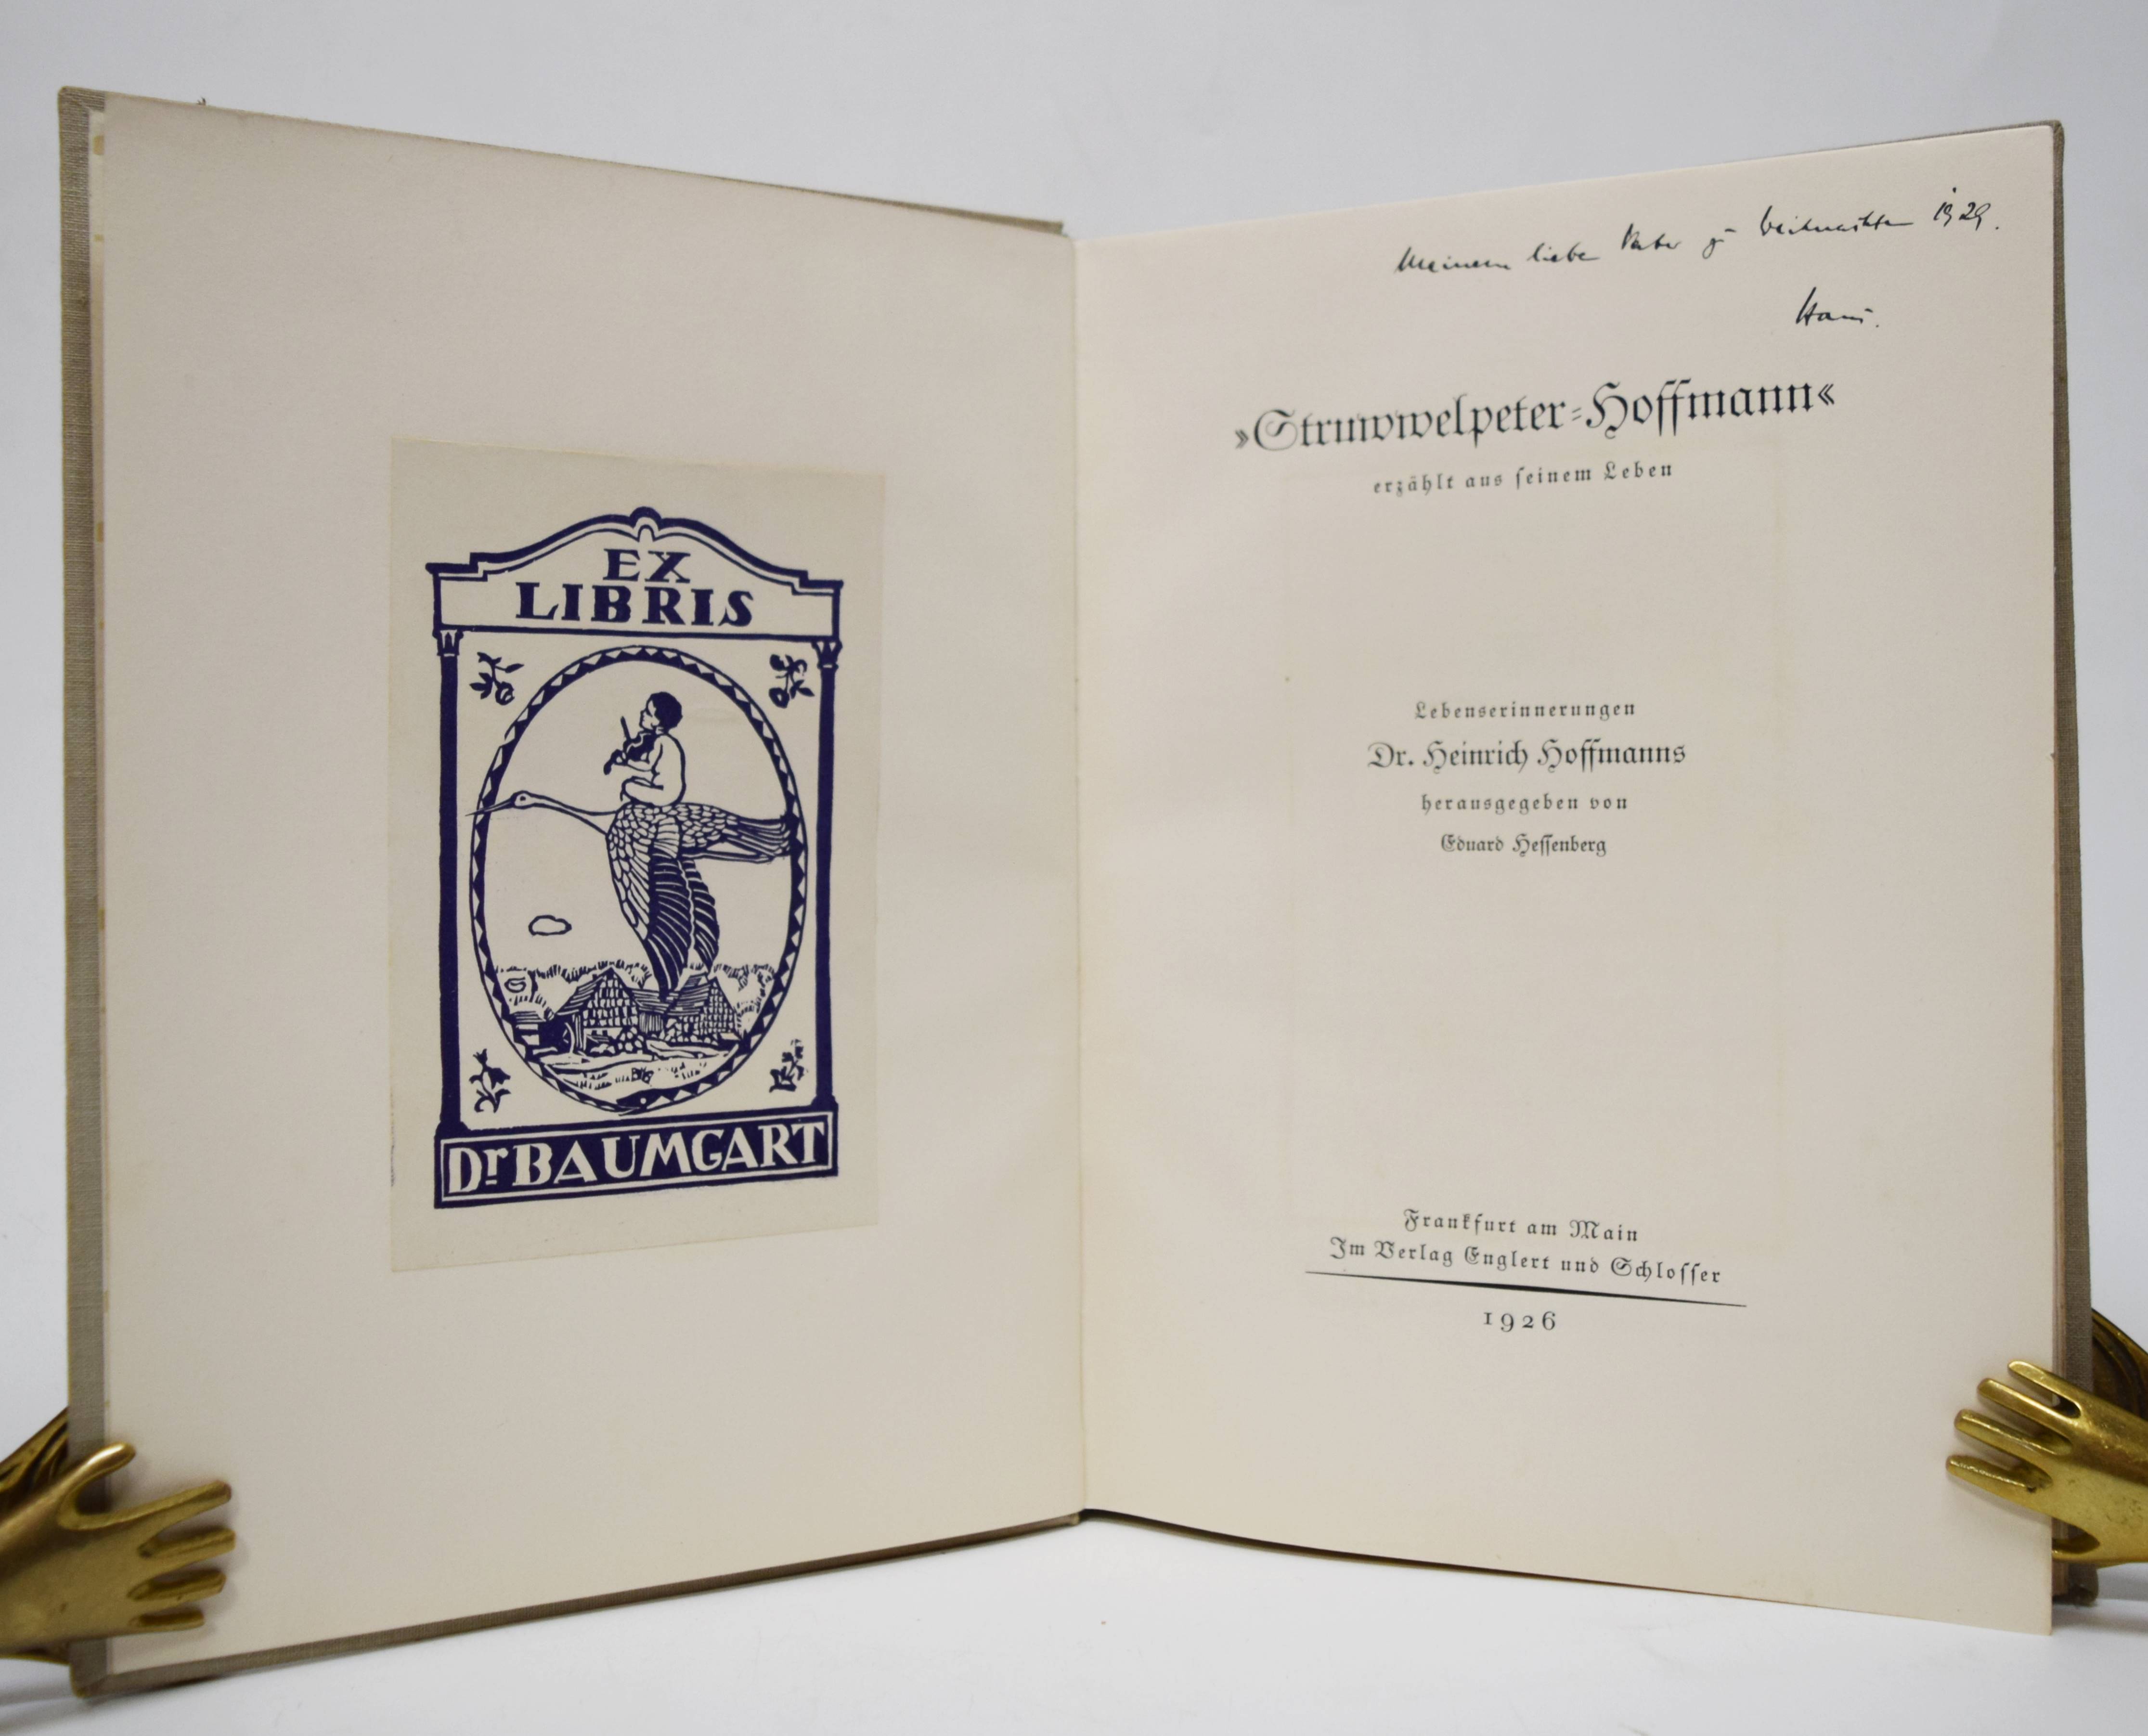 EX
LIBRIS
Dr BAUMGART
Meinem lieben Vater zu Weihnachten 1929.
Hans.
»Struwwelpeter=Hoffmann«
erzählt aus ſeinem Leben
Lebenserinnerungen
Dr. Heinrich Hoffmanns
herausgegeben von
Eduard Heſſenberg
Frankfurt am Main
Im Verlag Englert und Schloſſer
1926